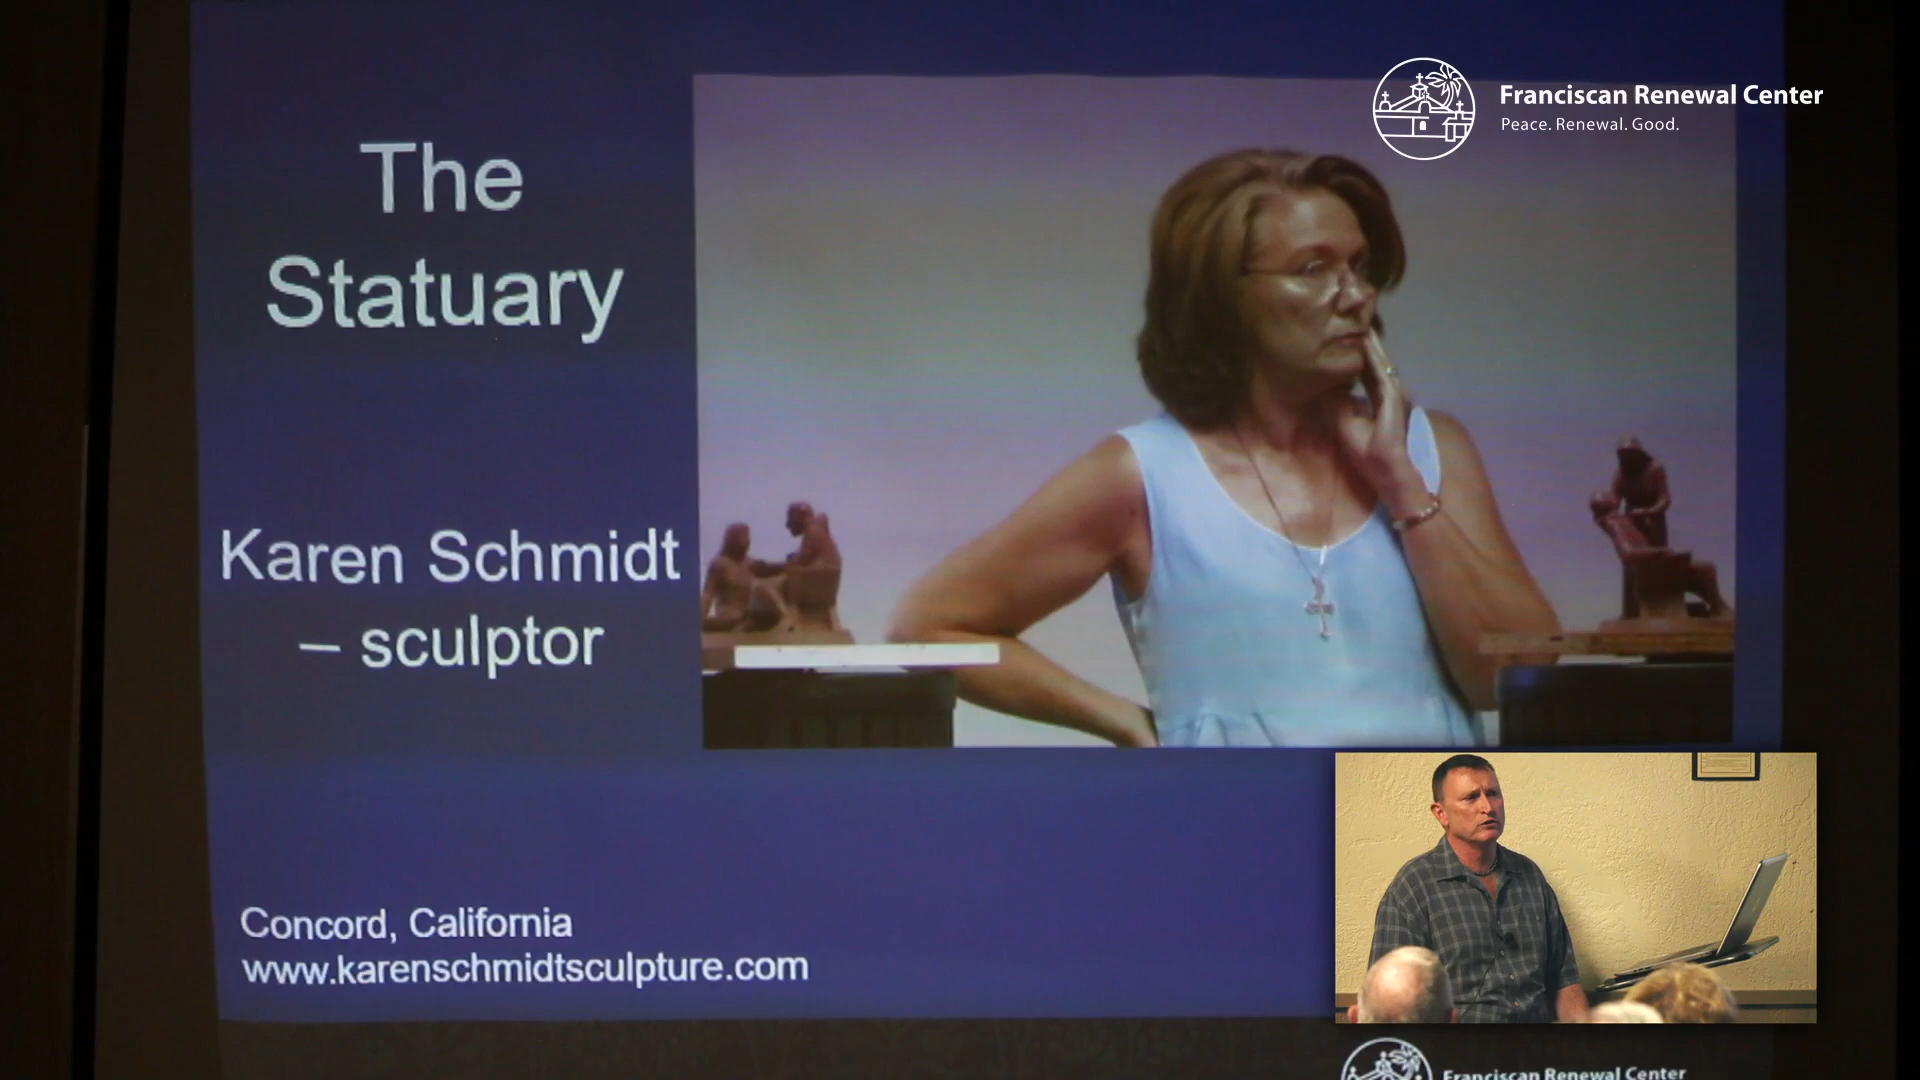 The
Statuary
Karen Schmidt
– sculptor
Concord, California
www.karenschmidtsculpture.com
Franciscan Renewal Center
Peace. Renewal. Good.
Franciscan Renewal Center